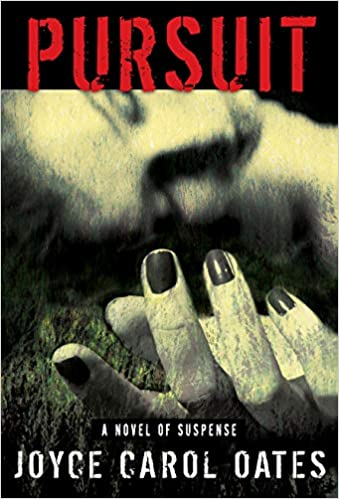 PURSUIT
A NOVEL OF SUSPENSE
JOYCE CAROL OATES